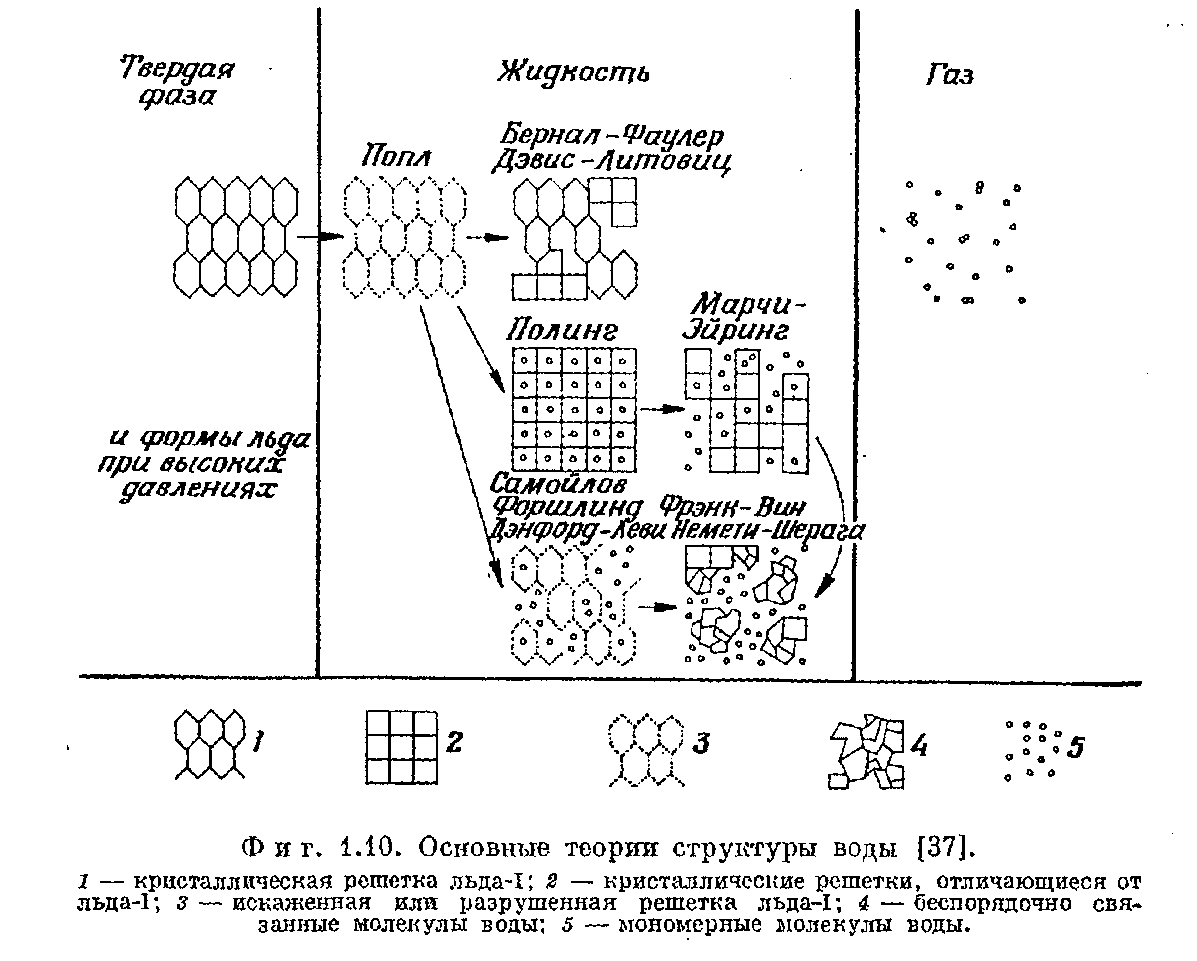 Твердая
фаза
Жидкость
Газ
Попл
Бернал-Фаулер
Дэвис-Литовиц
Полинг
Марчи-
Эйринг
и формы льда
при высоких
давлениях
Самойлов
Форшлинд
Дэнфорд-Леви
Фрэнк-Вин
Немети-Шерага
1
2
3
4
5
Фиг. 1.10. Основные теории структуры воды [37].
1 — кристаллическая решетка льда-I; 2 — кристаллические решетки, отличающиеся от
льда-I; 3 — искаженная или разрушенная решетка льда-I; 4 — беспорядочно свя-
занные молекулы воды; 5 — мономерные молекулы воды.